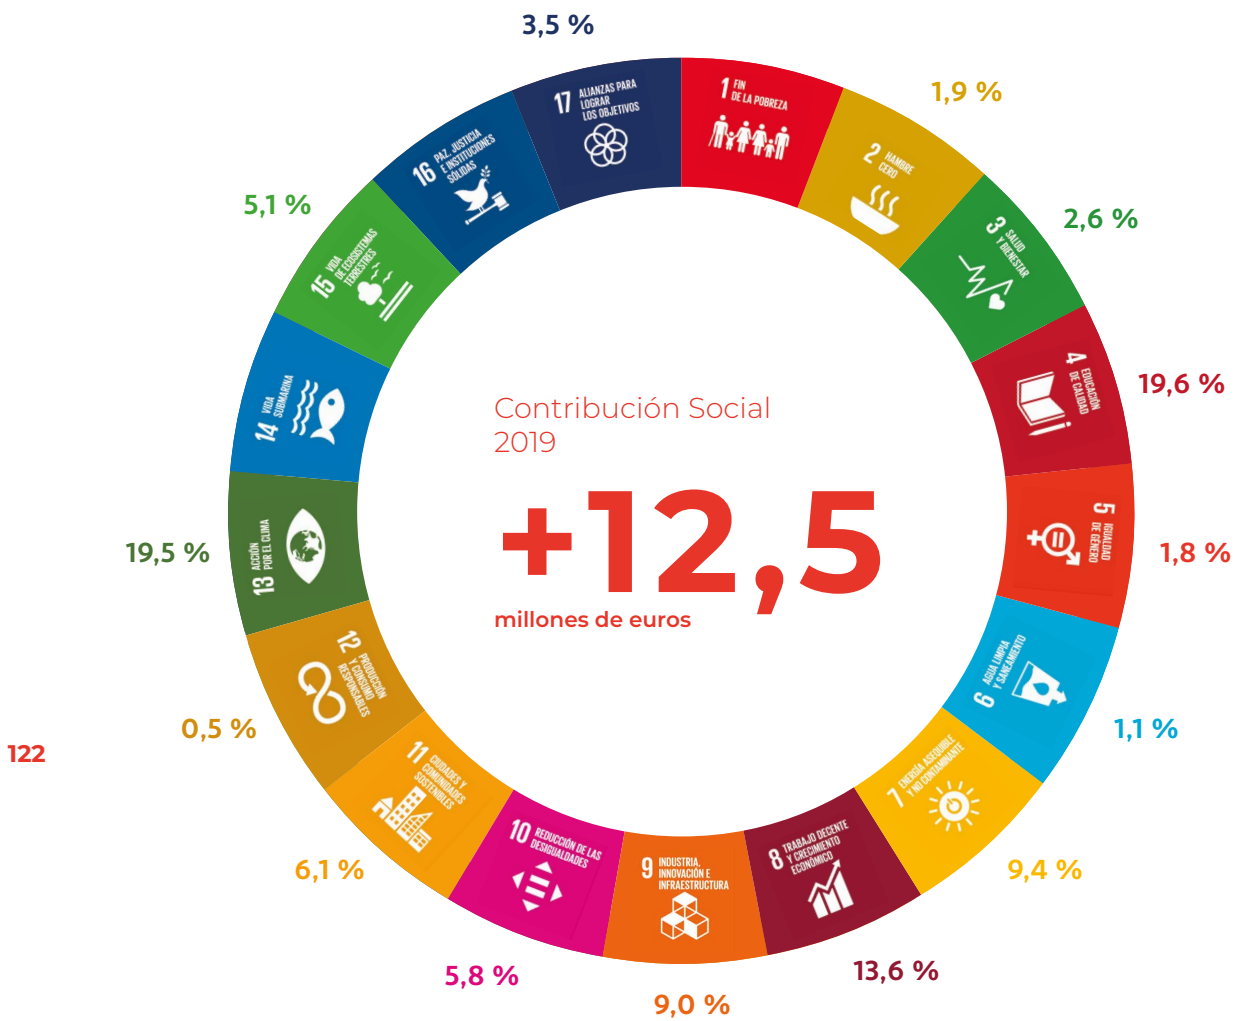 3,5 %
1 FIN
DE LA POBREZA
1,9 %
2 HAMBRE
CERO
2,6 %
3 SALUD
Y BIENESTAR
19,6 %
4 EDUCACIÓN
DE CALIDAD
1,8 %
5 IGUALDAD
DE GÉNERO
1,1 %
6 AGUA LIMPIA
Y SANEAMIENTO
9,4 %
7 ENERGÍA ASEQUIBLE
Y NO CONTAMINANTE
13,6 %
8 TRABAJO DECENTE
Y CRECIMIENTO
ECONÓMICO
9,0 %
9 INDUSTRIA,
INNOVACIÓN E
INFRAESTRUCTURA
5,8 %
10 REDUCCIÓN DE LAS
DESIGUALDADES
6,1 %
11 CIUDADES Y
COMUNIDADES
SOSTENIBLES
0,5 %
12 PRODUCCIÓN
Y CONSUMO
RESPONSABLES
19,5 %
13 ACCIÓN
POR EL CLIMA
14 VIDA
SUBMARINA
5,1 %
15 VIDA
DE ECOSISTEMAS
TERRESTRES
16 PAZ, JUSTICIA
E INSTITUCIONES
SÓLIDAS
17 ALIANZAS PARA
LOGRAR
LOS OBJETIVOS
Contribución Social
2019
+12,5
millones de euros
122